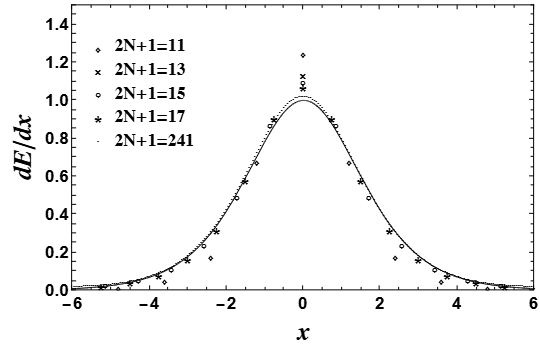 1.4
1.2
1.0
0.8
0.6
0.4
0.2
0.0
dE/dx
2N+1=11
2N+1=13
2N+1=15
2N+1=17
2N+1=241
−6 −4 −2 0 2 4 6
x